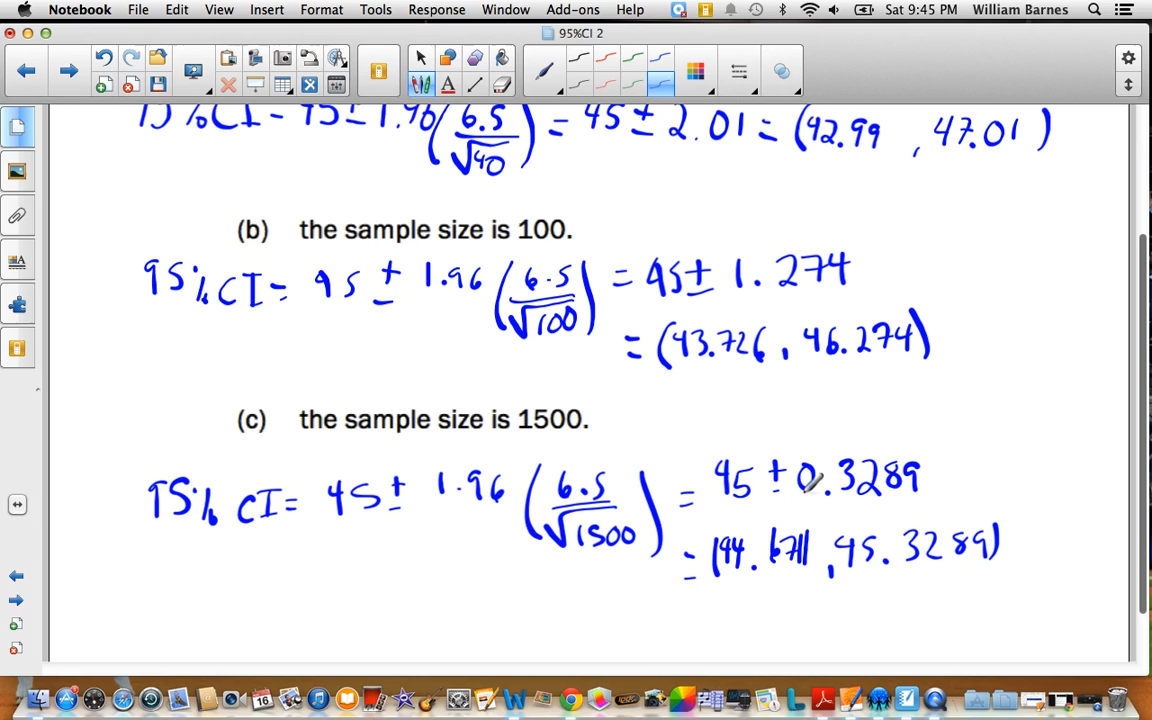 Notebook File Edit View Insert Format Tools Response Window Add-ons Help Sat 9:45 PM William Barnes
95%CI 2
95%CI = 45 ± 1.96 (6.5/√40) = 45 ± 2.01 = (42.99 , 47.01)
(b) the sample size is 100.
95% CI = 45 ± 1.96 (6.5/√100) = 45 ± 1.274
= (43.726, 46.274)
(c) the sample size is 1500.
95% CI = 45 ± 1.96 (6.5/√1500) = 45 ± 0.3289
= (44.6711, 45.3289)